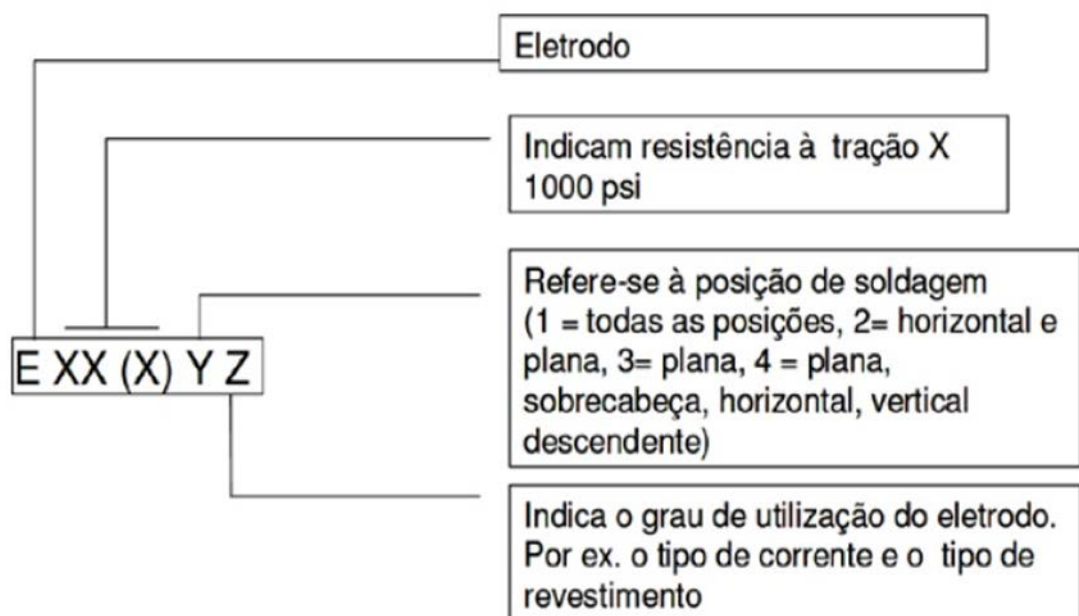 Eletrodo
Indicam resistência à tração X
1000 psi
Refere-se à posição de soldagem
(1 = todas as posições, 2= horizontal e
plana, 3= plana, 4 = plana,
sobrecabeça, horizontal, vertical
descendente)
E XX (X) Y Z
Indica o grau de utilização do eletrodo.
Por ex. o tipo de corrente e o tipo de
revestimento